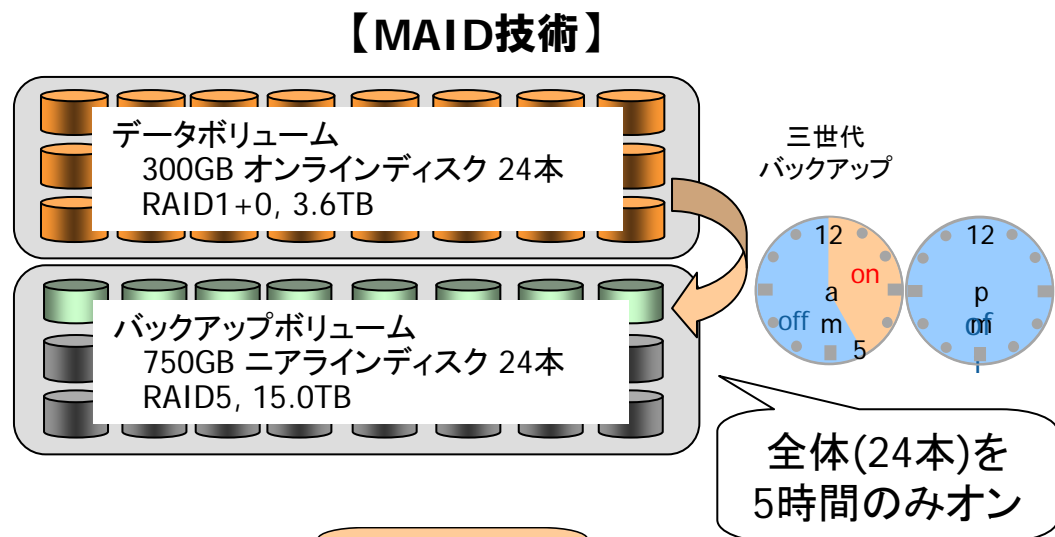 【MAID技術】
データボリューム
300GB オンラインディスク 24本
RAID1+0, 3.6TB
三世代
バックアップ
12
on
a
m
off
5
12
p
m
of
バックアップボリューム
750GB ニアラインディスク 24本
RAID5, 15.0TB
全体(24本)を
5時間のみオン